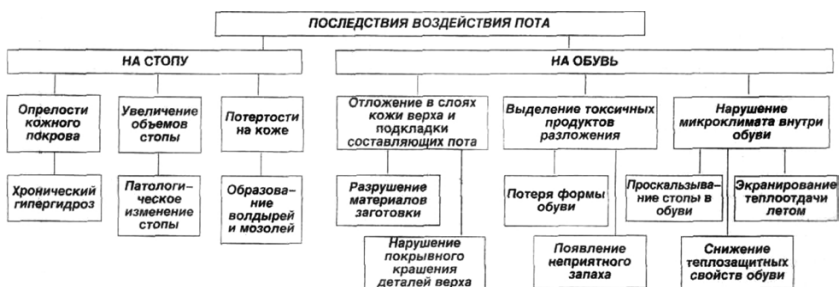 ПОСЛЕДСТВИЯ ВОЗДЕЙСТВИЯ ПОТА
НА СТОПУ
НА ОБУВЬ
Опрелости
кожного
покрова
Увеличение
объемов
стопы
Потертости
на коже
Отложение в слоях
кожи верха и
подкладки
составляющих пота
Выделение токсичных
продуктов
разложения
Нарушение
микроклимата внутри
обуви
Хронический
гипергидроз
Патологи-
ческое
изменение
стопы
Образова-
ние
волдырей
и мозолей
Разрушение
материалов
заготовки
Потеря формы
обуви
Проскальзыва-
ние стопы в
обуви
Экранирование
теплоотдачи
летом
Нарушение
покрывного
крашения
деталей верха
Появление
неприятного
запаха
Снижение
теплозащитных
свойств обуви